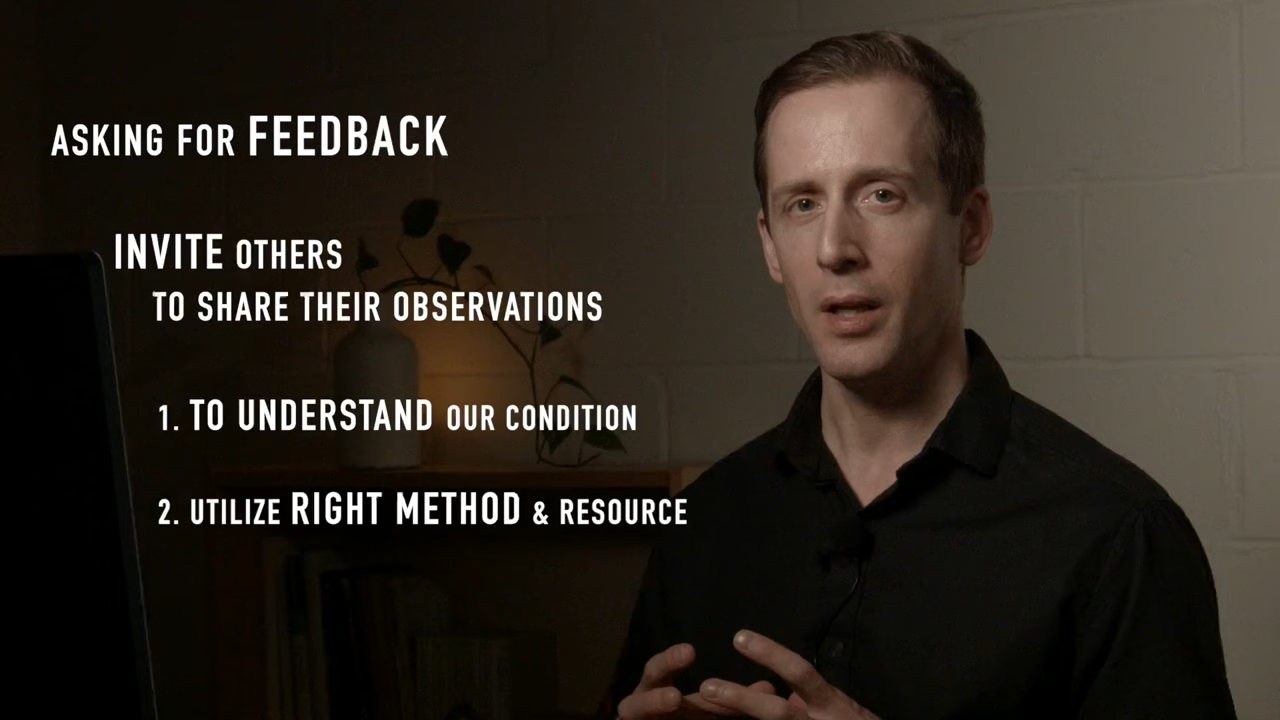 ASKING FOR FEEDBACK
INVITE OTHERS
TO SHARE THEIR OBSERVATIONS
1. TO UNDERSTAND OUR CONDITION
2. UTILIZE RIGHT METHOD & RESOURCE